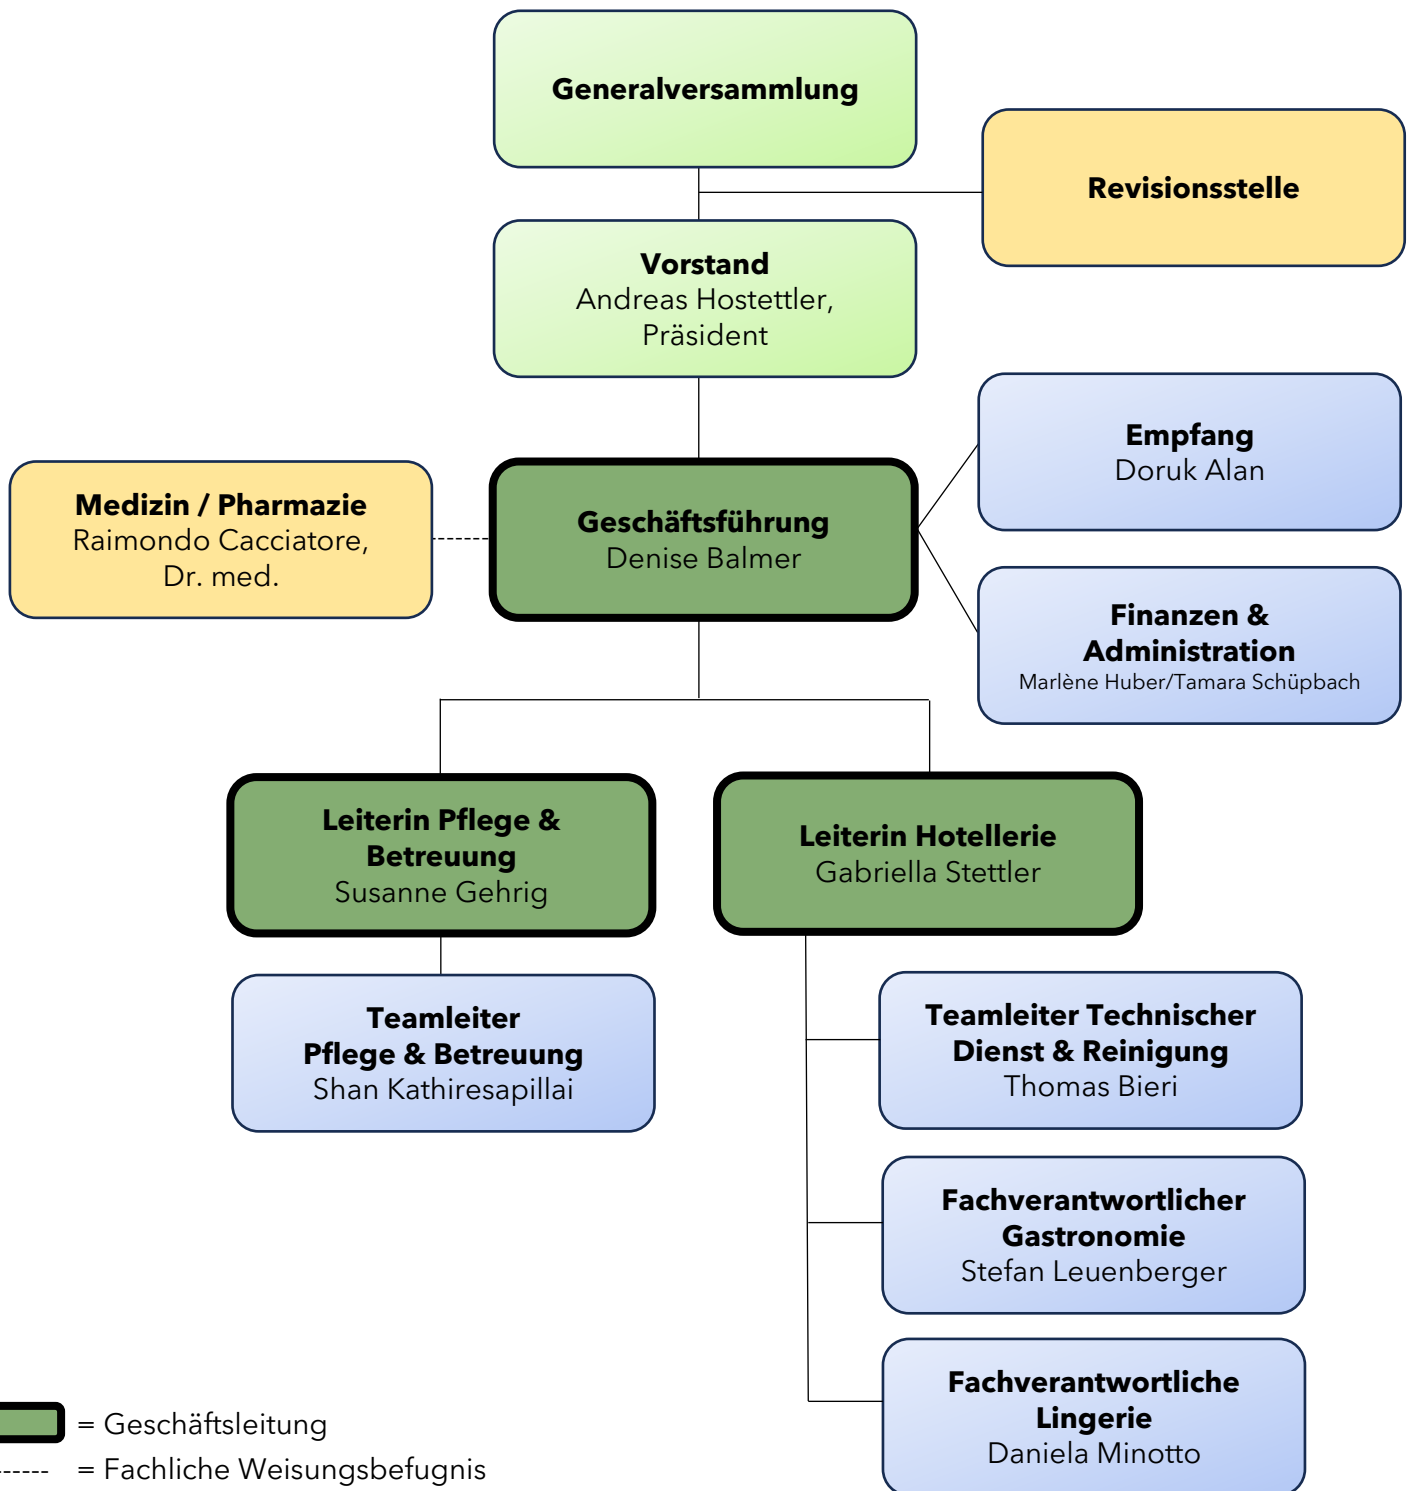 Generalversammlung
Revisionsstelle
Vorstand
Andreas Hostettler,
Präsident
Empfang
Doruk Alan
Medizin / Pharmazie
Raimondo Cacciatore,
Dr. med.
Geschäftsführung
Denise Balmer
Finanzen &
Administration
Marlène Huber/Tamara Schüpbach
Leiterin Pflege &
Betreuung
Susanne Gehrig
Leiterin Hotellerie
Gabriella Stettler
Teamleiter
Pflege & Betreuung
Shan Kathiresapillai
Teamleiter Technischer
Dienst & Reinigung
Thomas Bieri
Fachverantwortlicher
Gastronomie
Stefan Leuenberger
Fachverantwortliche
Lingerie
Daniela Minotto
= Geschäftsleitung
= Fachliche Weisungsbefugnis